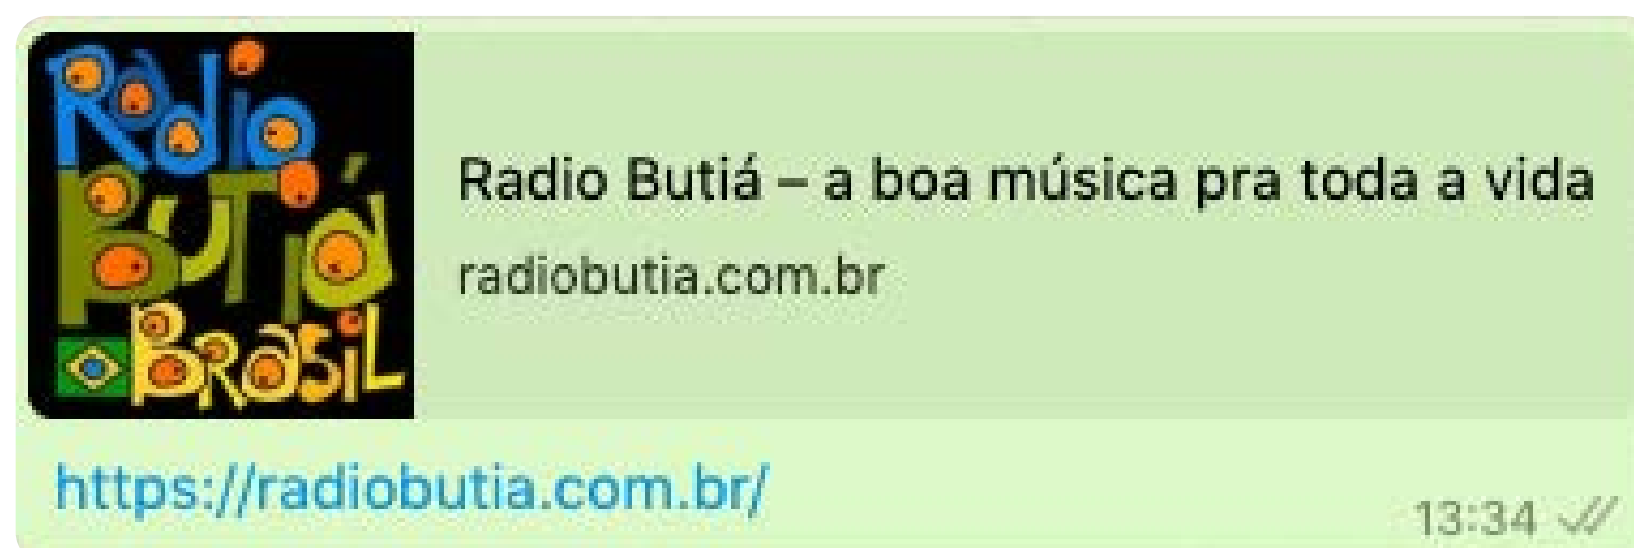 Radio
Butiá
BRasiL
Radio Butiá – a boa música pra toda a vida
radiobutia.com.br
https://radiobutia.com.br/
13:34